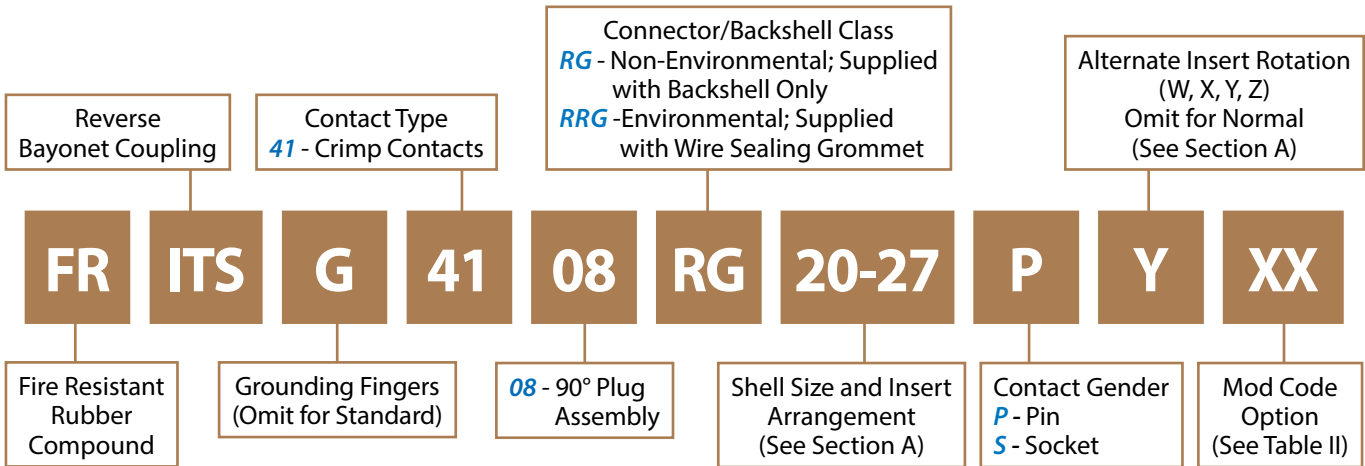 Connector/Backshell Class
RG - Non-Environmental; Supplied
with Backshell Only
RRG -Environmental; Supplied
with Wire Sealing Grommet
Alternate Insert Rotation
(W, X, Y, Z)
Omit for Normal
(See Section A)
Reverse
Bayonet Coupling
Contact Type
41 - Crimp Contacts
FR ITS G 41 08 RG 20-27 P Y XX
Fire Resistant
Rubber
Compound
Grounding Fingers
(Omit for Standard)
08 - 90° Plug
Assembly
Shell Size and Insert
Arrangement
(See Section A)
Contact Gender
P - Pin
S - Socket
Mod Code
Option
(See Table II)